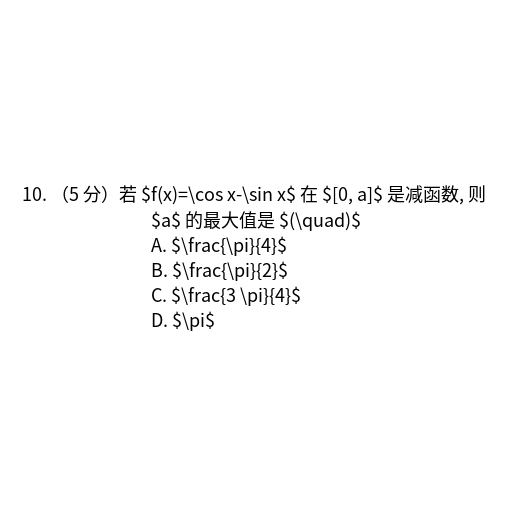 10. （5 分）若 $f(x)=\cos x-\sin x$ 在 $[0, a]$ 是减函数, 则
$a$ 的最大值是 $(\quad)$
A. $\frac{\pi}{4}$
B. $\frac{\pi}{2}$
C. $\frac{3 \pi}{4}$
D. $\pi$